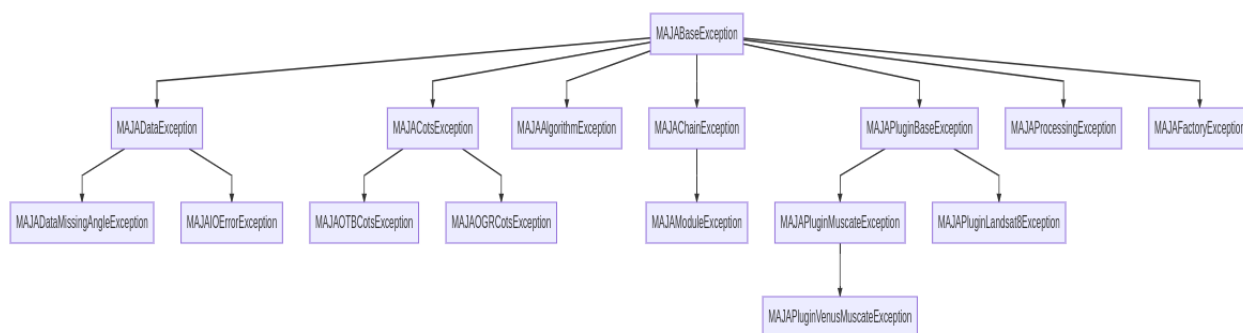 MAJABaseException
MAJADataException
MAJACotsException
MAJAAlgorithmException
MAJAChainException
MAJAPluginBaseException
MAJAProcessingException
MAJAFactoryException
MAJADataMissingAngleException
MAJAIOErrorException
MAJAOTBCotsException
MAJAOGRCotsException
MAJAModuleException
MAJAPluginMuscateException
MAJAPluginLandsat8Exception
MAJAPluginVenusMuscateException